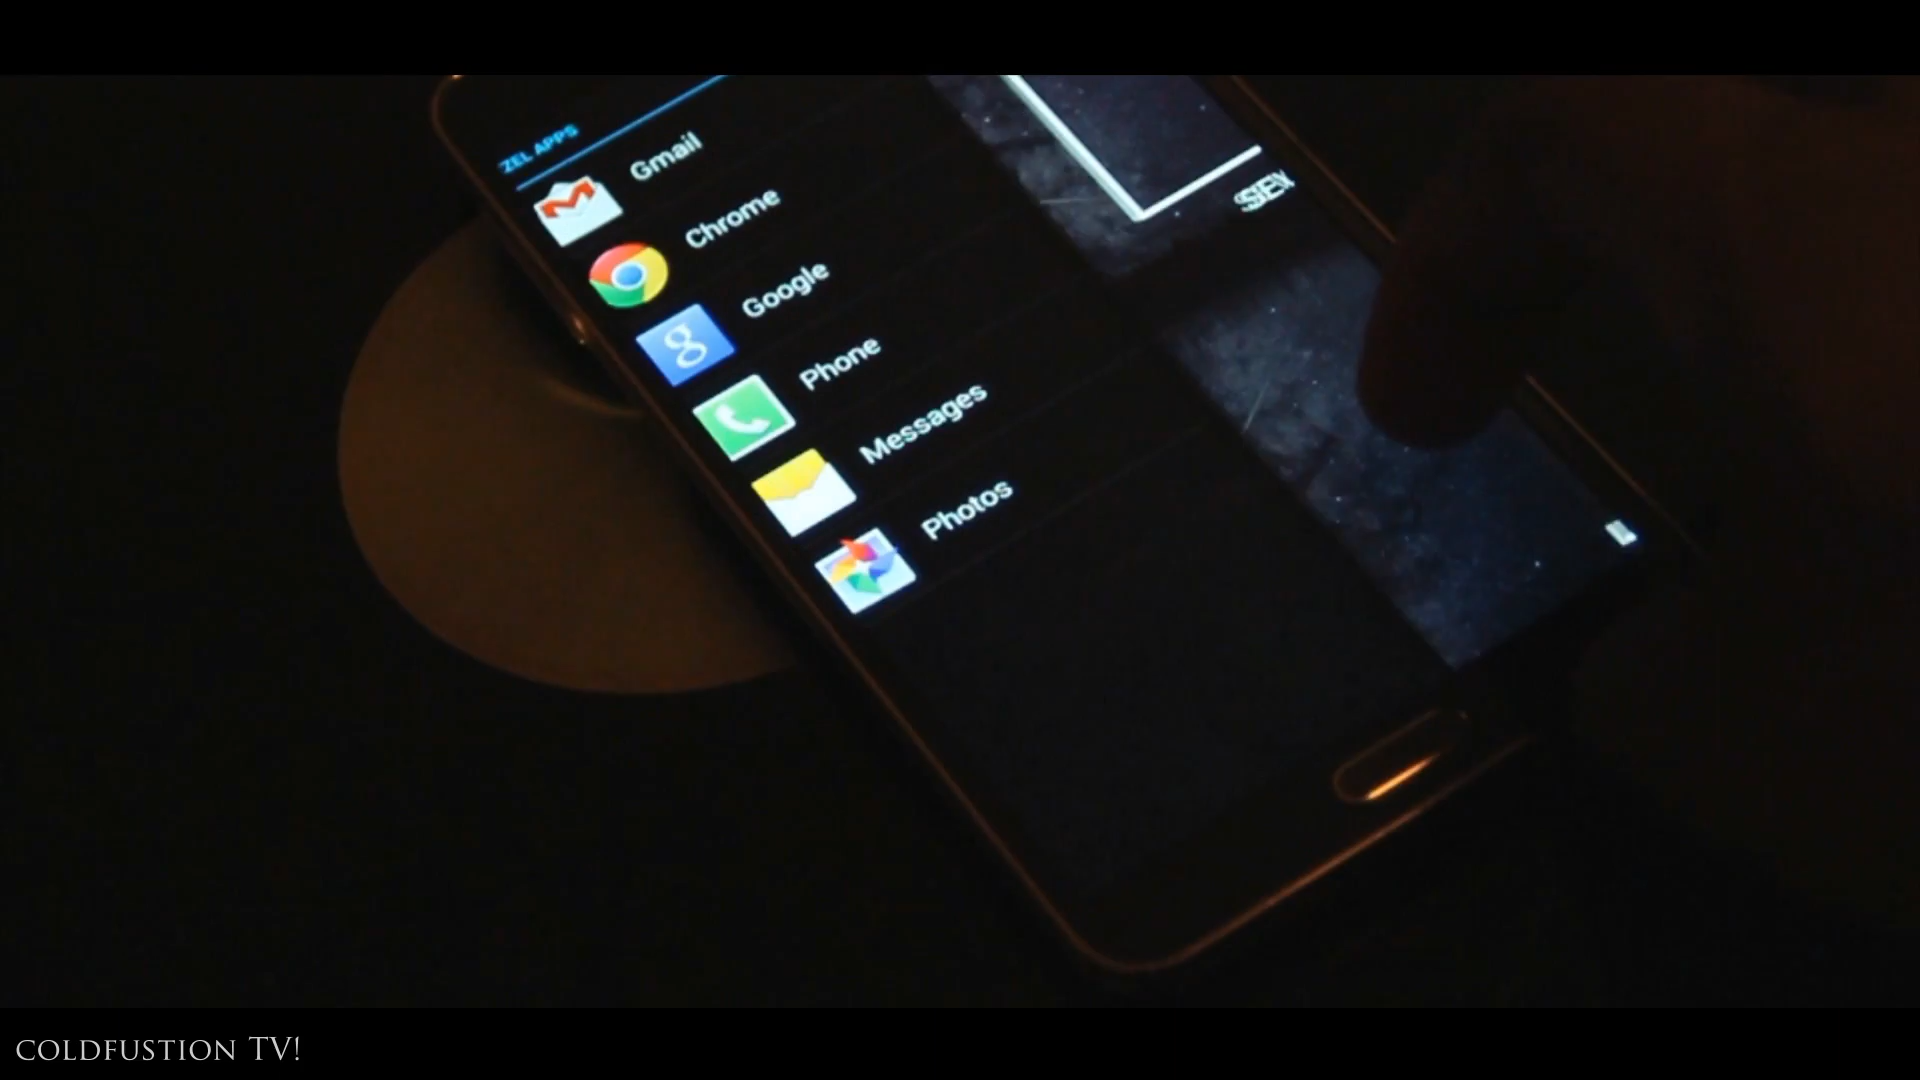 ZEL APPS
Gmail
Chrome
Google
Phone
Messages
Photos
COLDFUSTION TV!